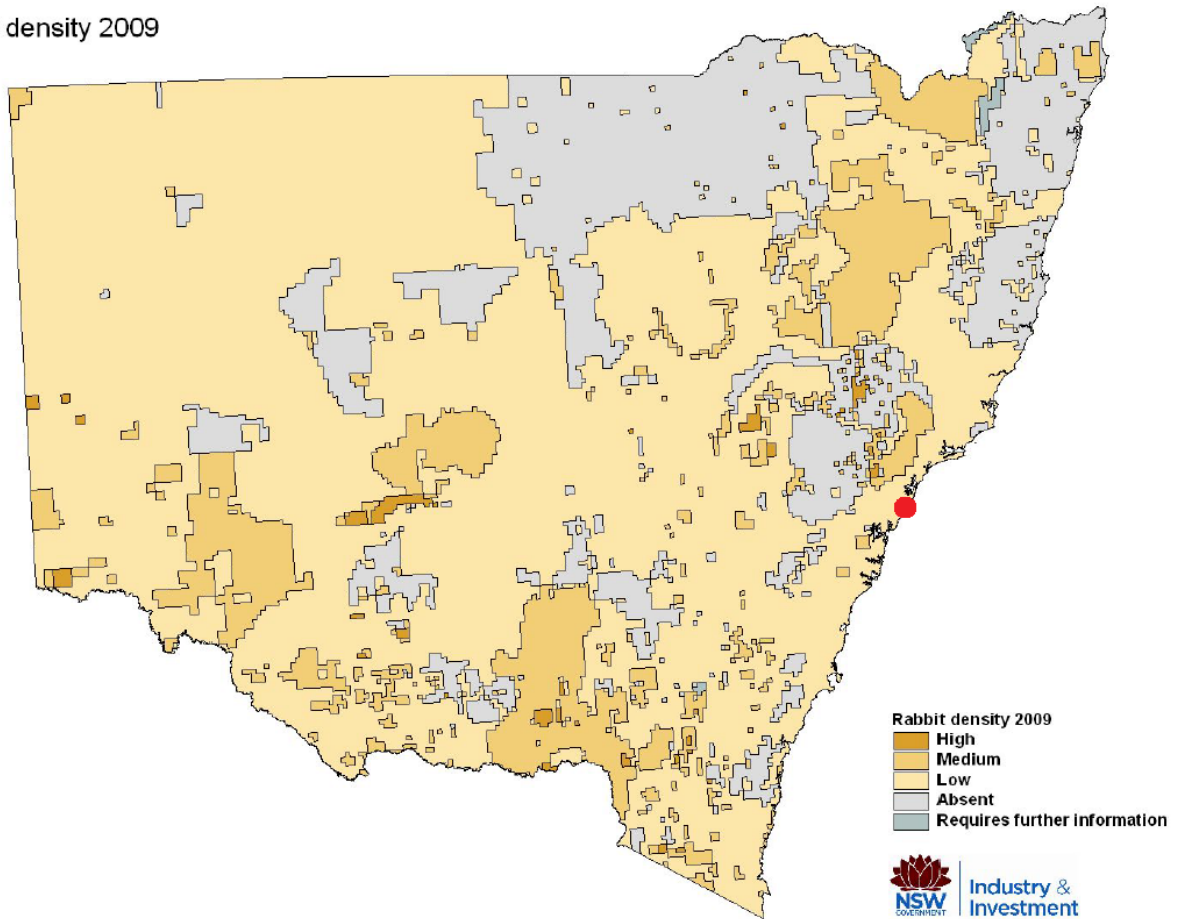 density 2009
Rabbit density 2009
High
Medium
Low
Absent
Requires further information
NSW
GOVERNMENT
Industry &
Investment